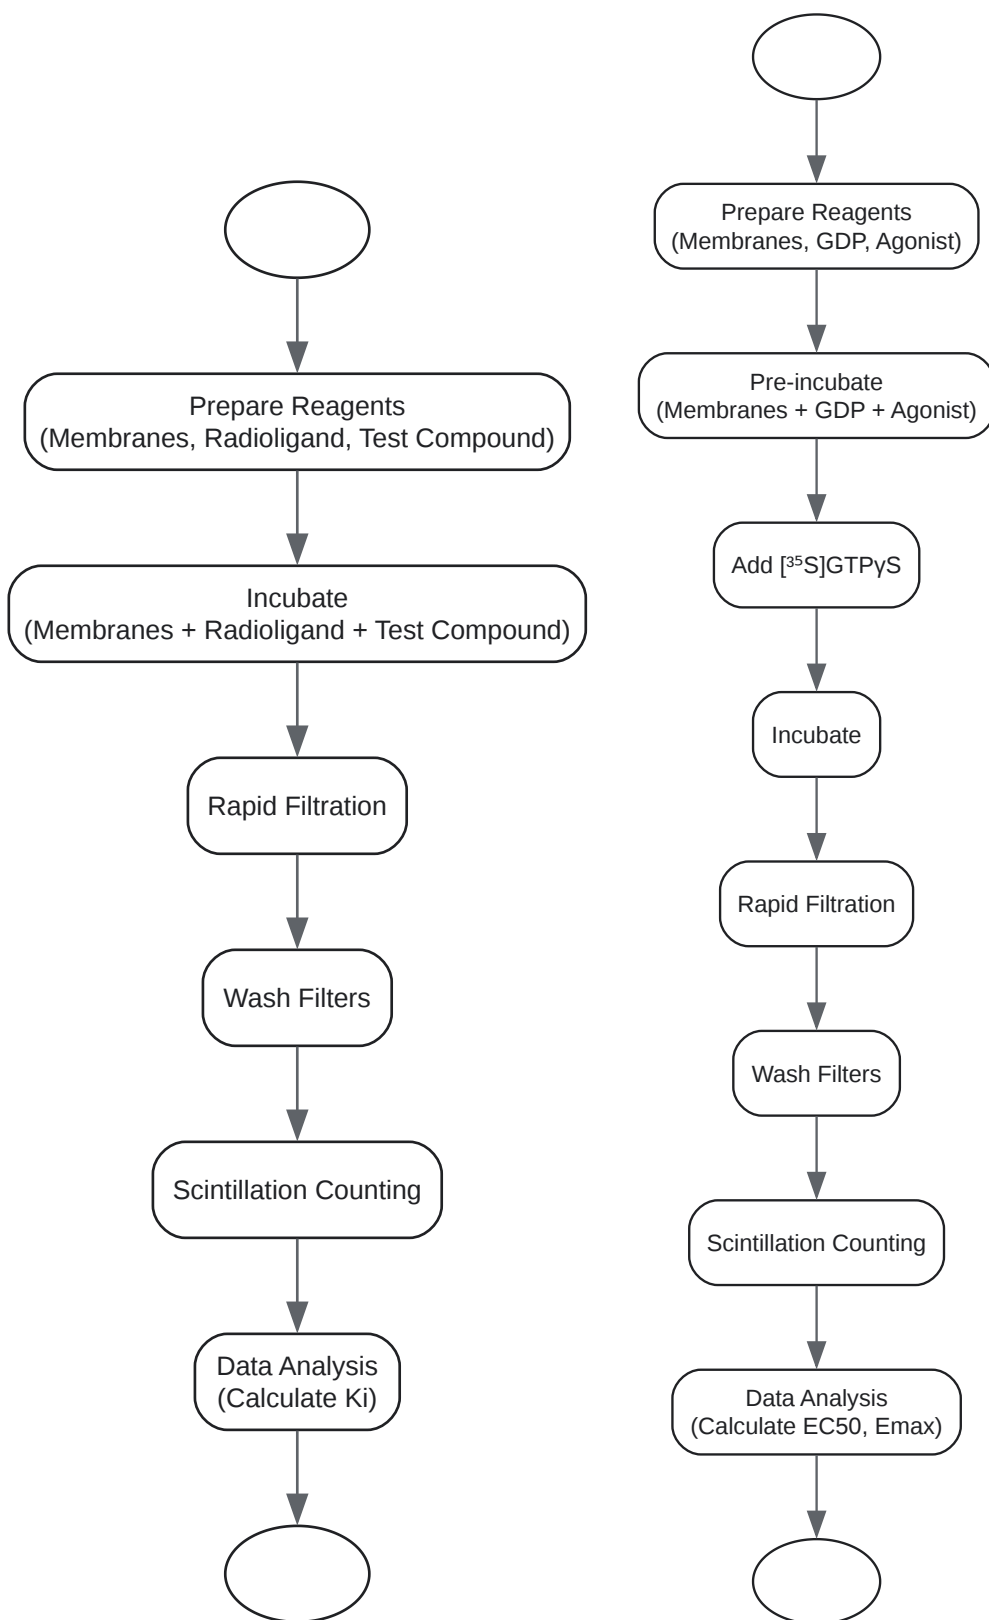 Prepare Reagents
(Membranes, Radioligand, Test Compound)
Incubate
(Membranes + Radioligand + Test Compound)
Rapid Filtration
Wash Filters
Scintillation Counting
Data Analysis
(Calculate Ki)
Prepare Reagents
(Membranes, GDP, Agonist)
Pre-incubate
(Membranes + GDP + Agonist)
Add [³⁵S]GTPγS
Incubate
Rapid Filtration
Wash Filters
Scintillation Counting
Data Analysis
(Calculate EC50, Emax)